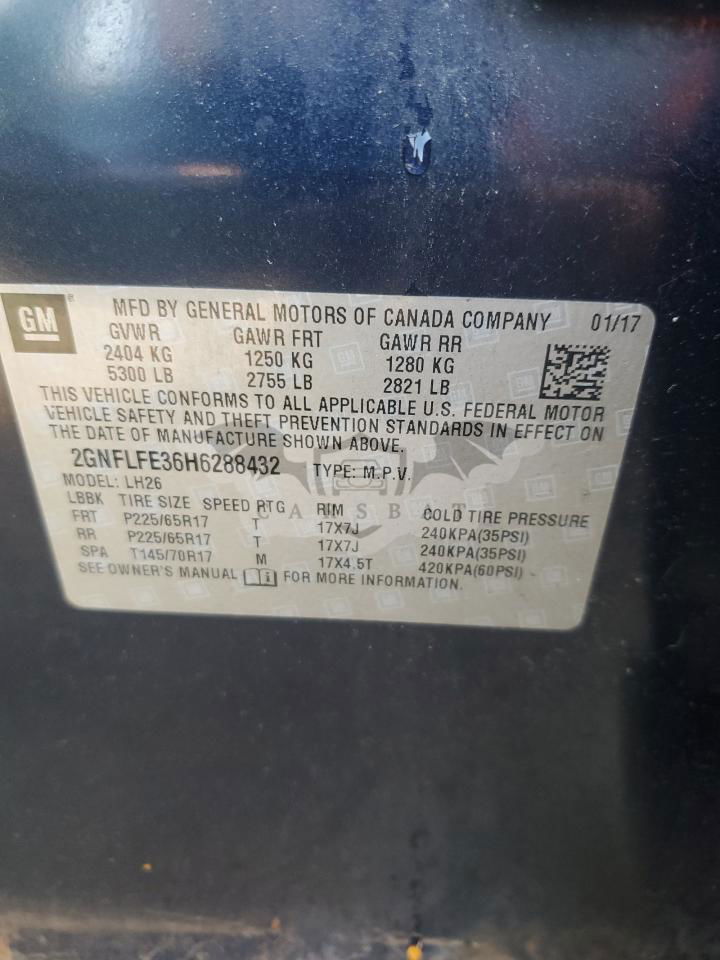 GM ® MFD BY GENERAL MOTORS OF CANADA COMPANY 01/17
GVWR GAWR FRT GAWR RR
2404 KG 1250 KG 1280 KG
5300 LB 2755 LB 2821 LB
THIS VEHICLE CONFORMS TO ALL APPLICABLE U.S. FEDERAL MOTOR
VEHICLE SAFETY AND THEFT PREVENTION STANDARDS IN EFFECT ON
THE DATE OF MANUFACTURE SHOWN ABOVE.
2GNFLFE36H6288432 TYPE: M.P.V.
MODEL: LH26
LBBK TIRE SIZE SPEED RTG RIM COLD TIRE PRESSURE
CARSBAT
FRT P225/65R17 T 17X7J 240KPA(35PSI)
RR P225/65R17 T 17X7J 240KPA(35PSI)
SPA T145/70R17 M 17X4.5T 420KPA(60PSI)
SEE OWNER'S MANUAL FOR MORE INFORMATION.